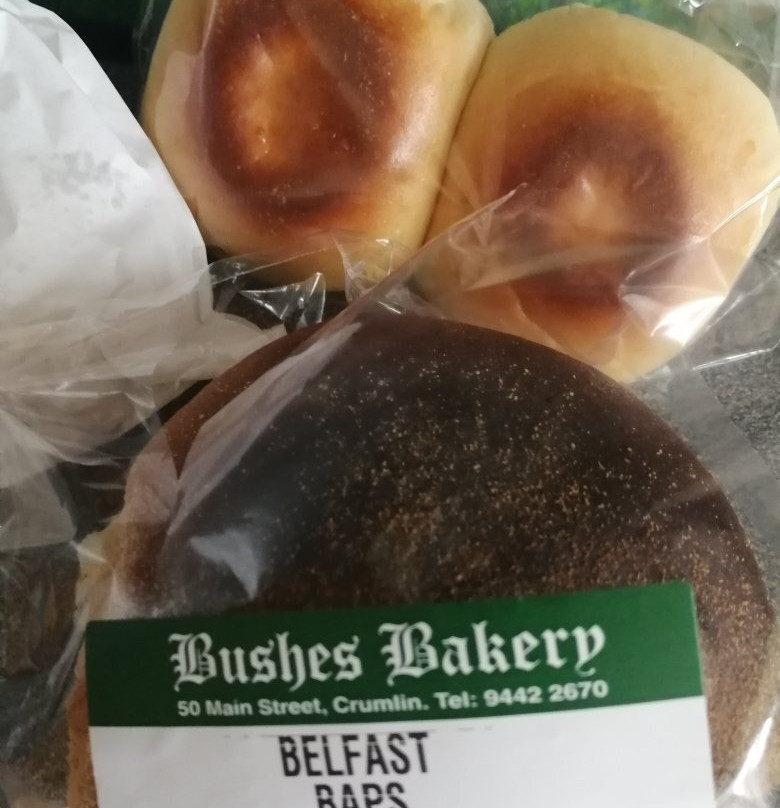 Bushes Bakery
50 Main Street, Crumlin. Tel: 9442 2670
BELFAST
BAPS